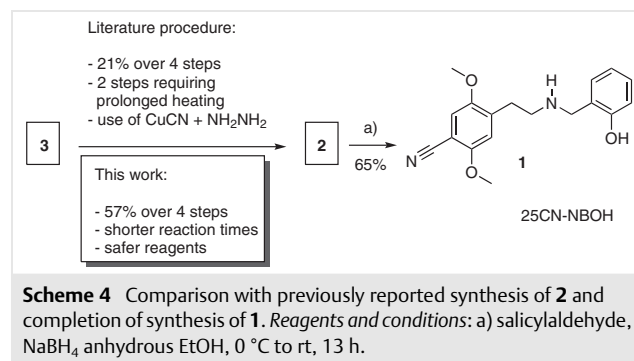 Literature procedure:
- 21% over 4 steps
- 2 steps requiring
prolonged heating
- use of CuCN + NH2NH2
3
2
a)
65%
This work:
- 57% over 4 steps
- shorter reaction times
- safer reagents
O
H
N
OH
N
O
1
25CN-NBOH
Scheme 4 Comparison with previously reported synthesis of 2 and
completion of synthesis of 1. Reagents and conditions: a) salicylaldehyde,
NaBH4 anhydrous EtOH, 0 °C to rt, 13 h.